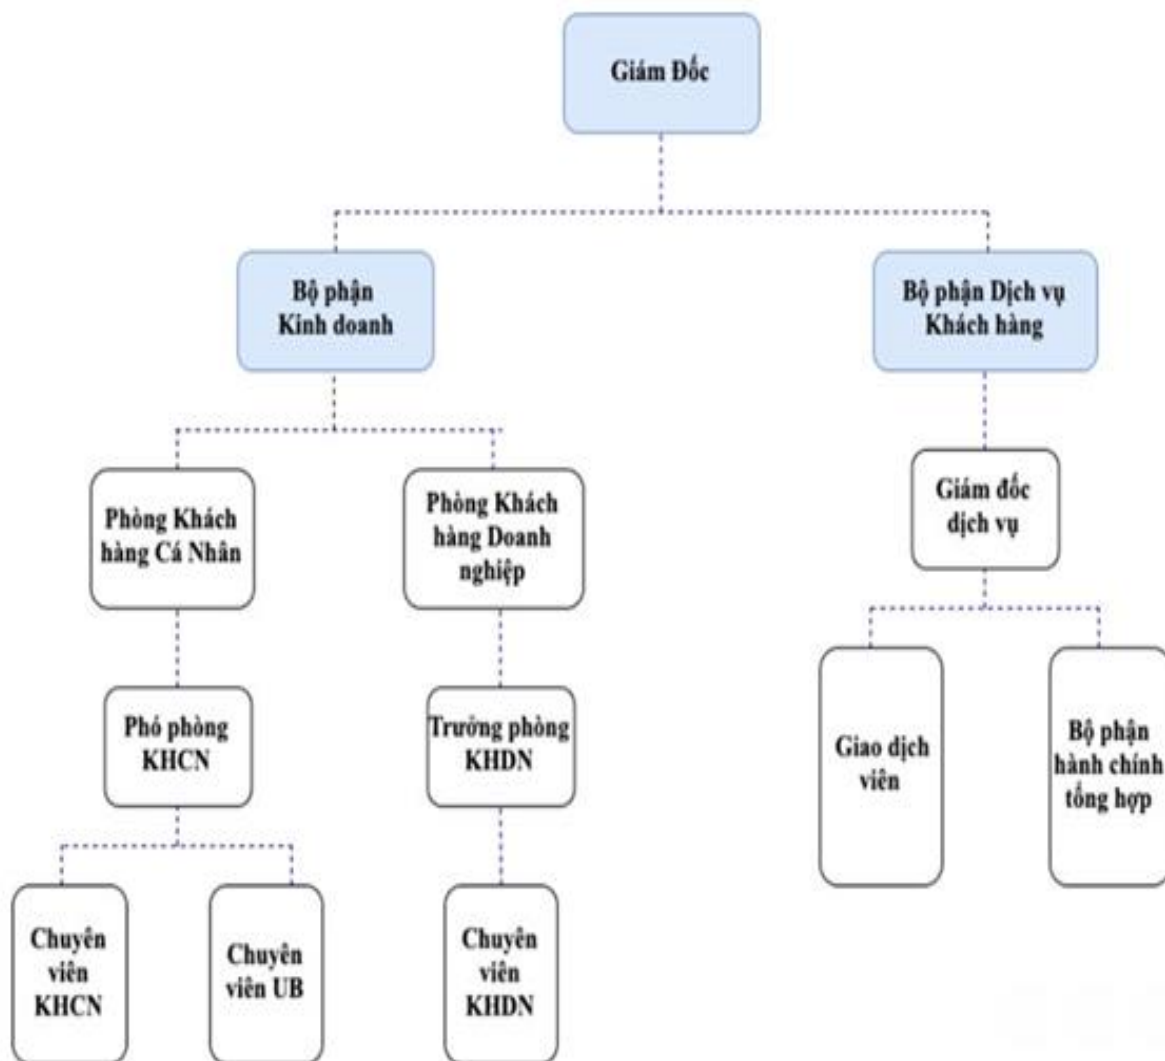 Giám Đốc
Bộ phận
Kinh doanh
Bộ phận Dịch vụ
Khách hàng
Phòng Khách
hàng Cá Nhân
Phòng Khách
hàng Doanh
nghiệp
Giám đốc
dịch vụ
Phó phòng
KHCN
Trưởng phòng
KHDN
Giao dịch
viên
Bộ phận
hành chính
tổng hợp
Chuyên
viên
KHCN
Chuyên
viên UB
Chuyên
viên
KHDN